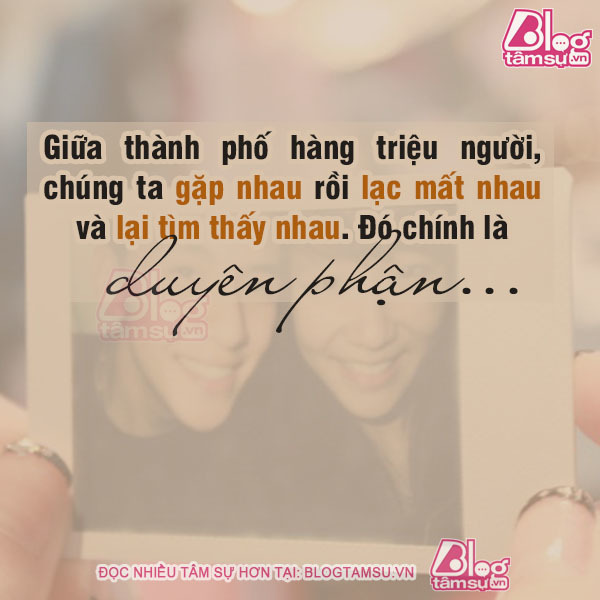 Blog
tâmsự.vn
Giữa thành phố hàng triệu người,
chúng ta gặp nhau rồi lạc mất nhau
và lại tìm thấy nhau. Đó chính là
duyên phận...
Blog
tâmsự.vn
ĐỌC NHIỀU TÂM SỰ HƠN TẠI: BLOGTAMSU.VN
Blog
tâmsự.vn